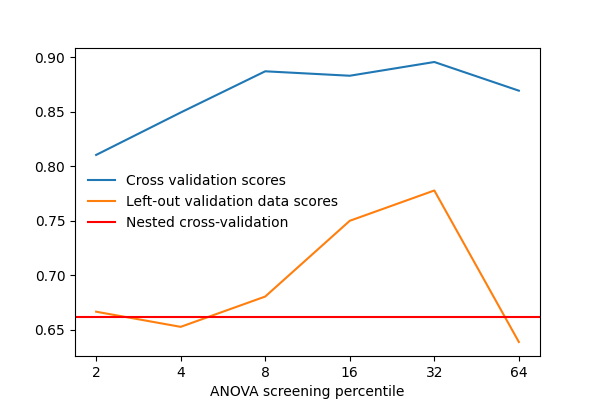 0.90
0.85
0.80
0.75
0.70
0.65
Cross validation scores
Left-out validation data scores
Nested cross-validation
2 4 8 16 32 64
ANOVA screening percentile